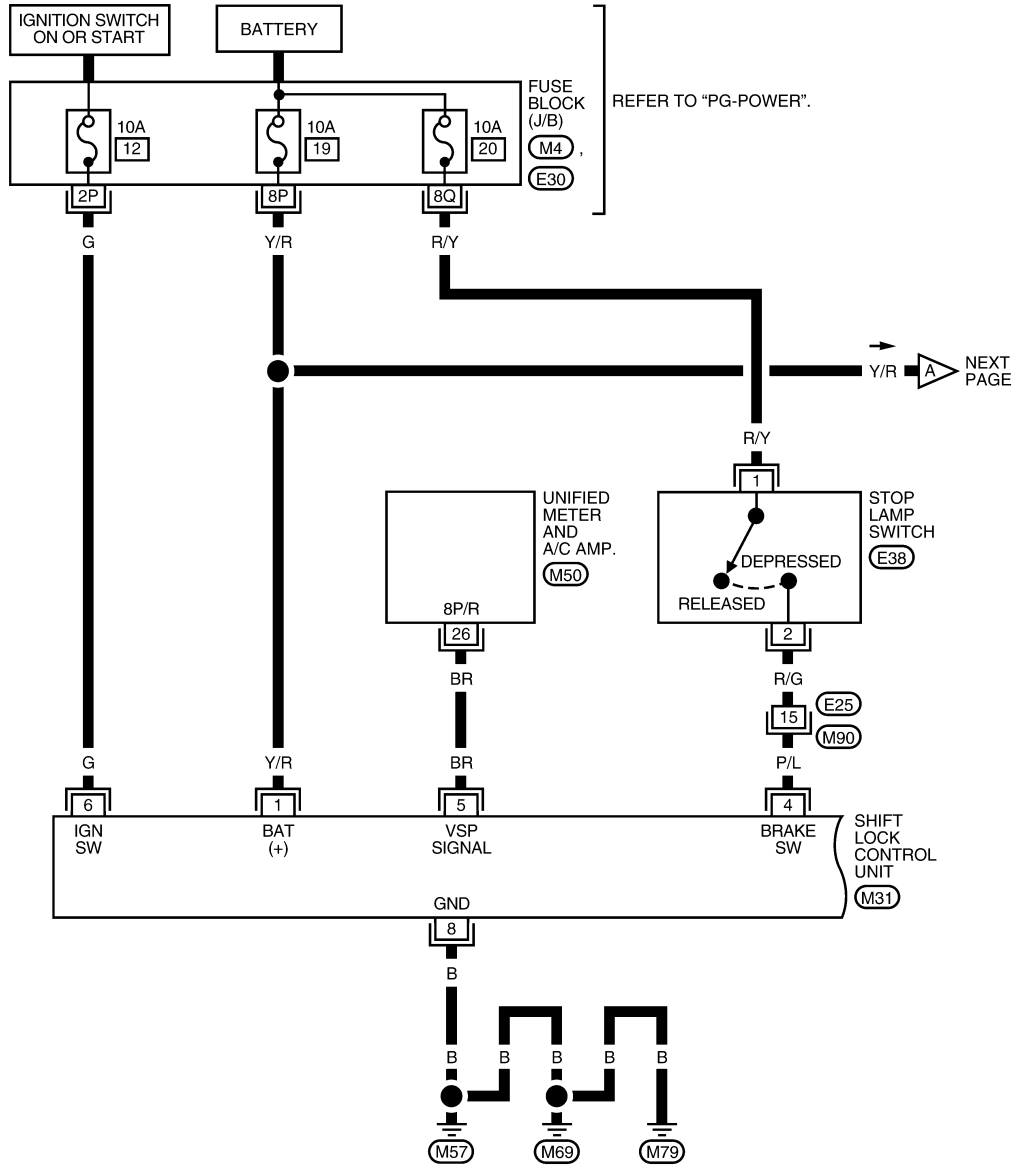 IGNITION SWITCH
ON OR START
BATTERY
FUSE
BLOCK
(J/B)
M4 ,
E30
REFER TO “PG-POWER”.
10A
12
10A
19
10A
20
2P
8P
8Q
G
Y/R
R/Y
Y/R
A
NEXT
PAGE
R/Y
1
STOP
LAMP
SWITCH
E38
DEPRESSED
RELEASED
2
UNIFIED
METER
AND
A/C AMP.
M50
8P/R
26
BR
R/G
15
E25
M90
G
Y/R
BR
P/L
6
1
5
4
IGN
SW
BAT
(+)
VSP
SIGNAL
BRAKE
SW
SHIFT
LOCK
CONTROL
UNIT
M31
GND
8
B
B
B
B
B
B
M57
M69
M79